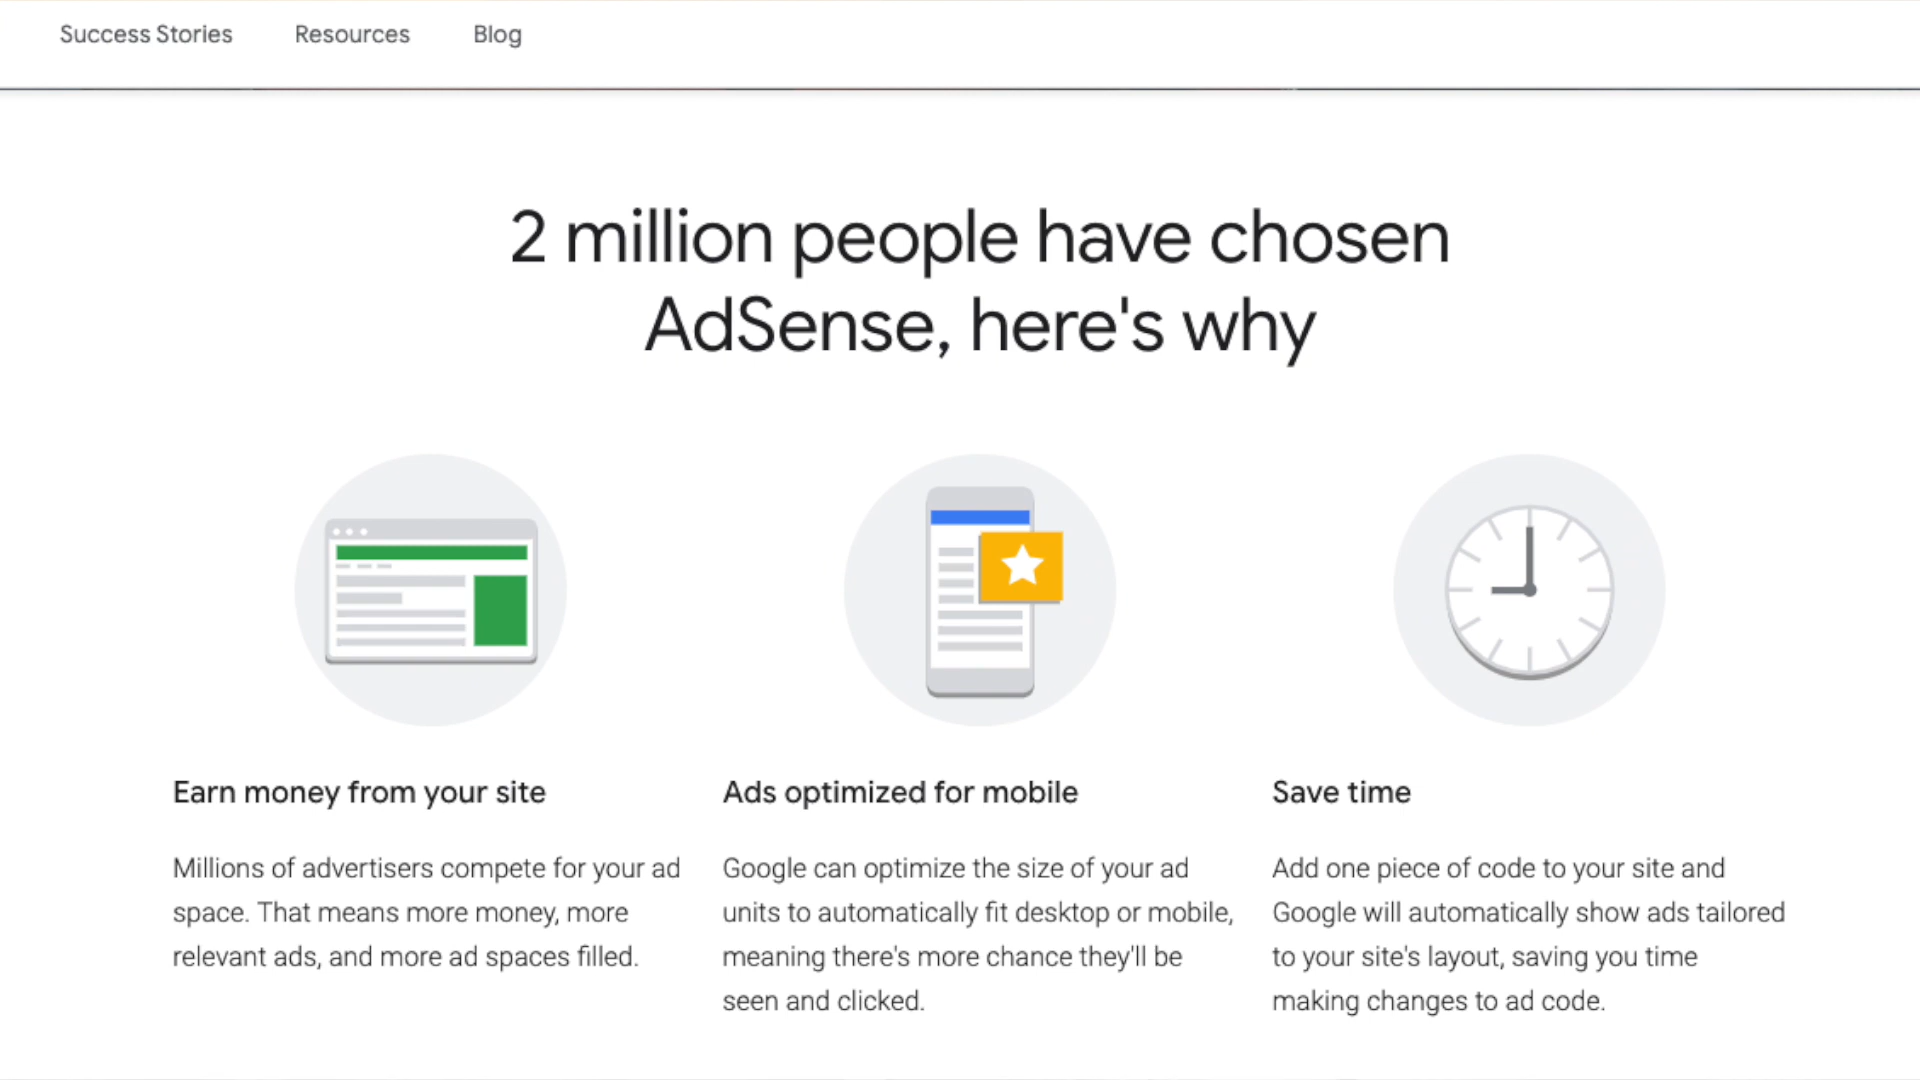 Success Stories
Resources
Blog
2 million people have chosen
AdSense, here's why
Earn money from your site
Millions of advertisers compete for your ad
space. That means more money, more
relevant ads, and more ad spaces filled.
Ads optimized for mobile
Google can optimize the size of your ad
units to automatically fit desktop or mobile,
meaning there's more chance they'll be
seen and clicked.
Save time
Add one piece of code to your site and
Google will automatically show ads tailored
to your site's layout, saving you time
making changes to ad code.